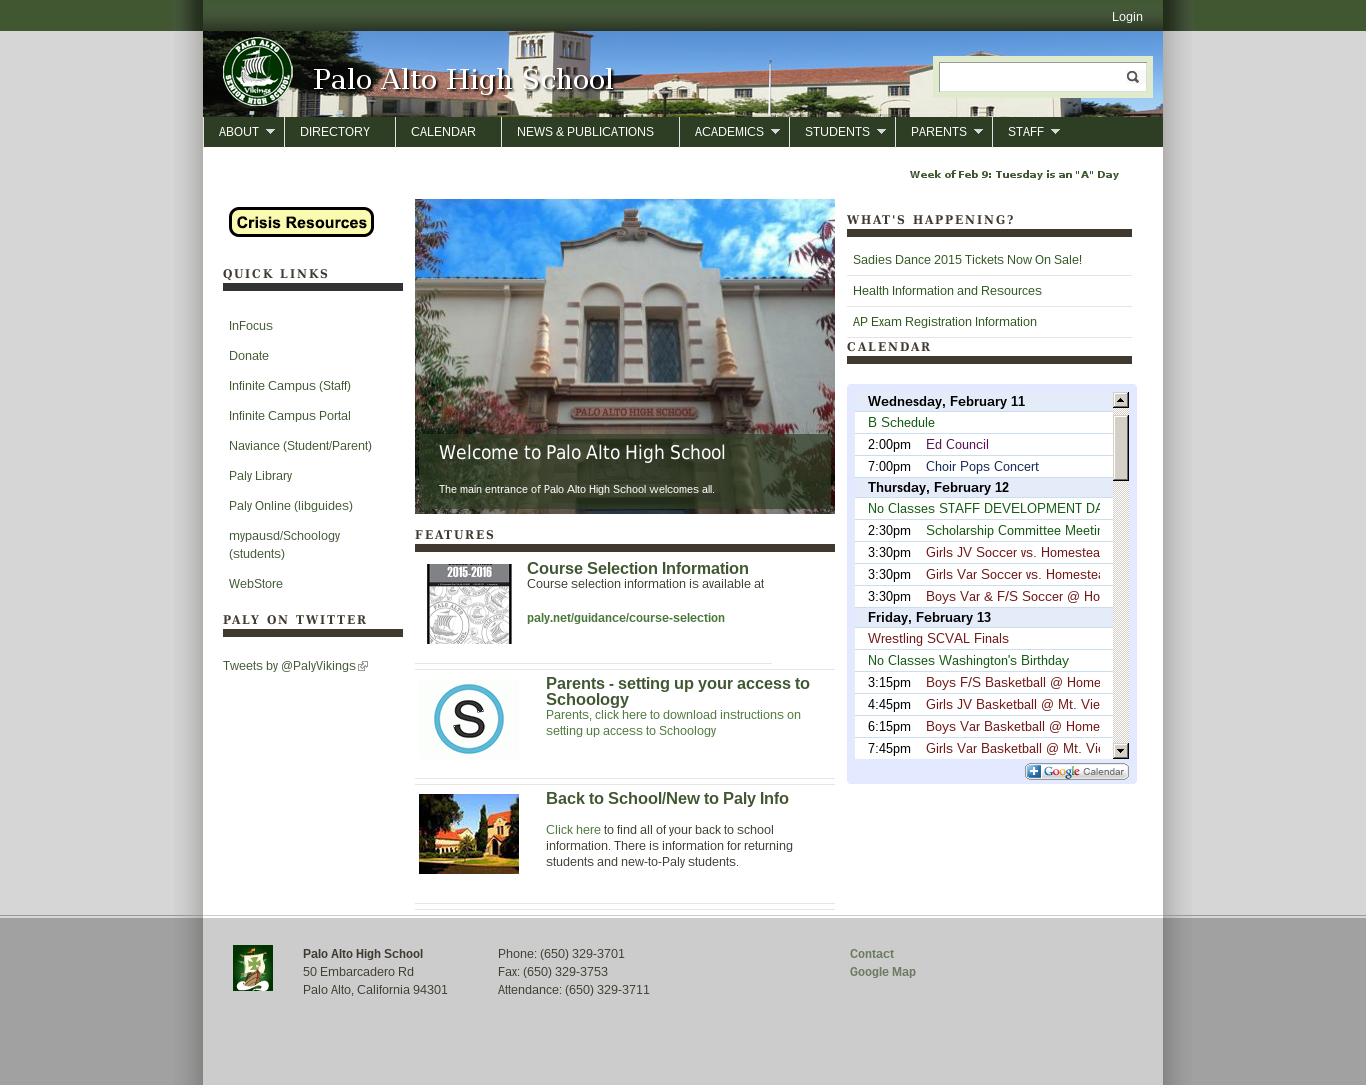 Login
PALO ALTO
Vikings
SENIOR HIGH SCHOOL
Palo Alto High School
ABOUT
DIRECTORY
CALENDAR
NEWS & PUBLICATIONS
ACADEMICS
STUDENTS
PARENTS
STAFF
Week of Feb 9: Tuesday is an "A" Day
Crisis Resources
QUICK LINKS
InFocus
Donate
Infinite Campus (Staff)
Infinite Campus Portal
Naviance (Student/Parent)
Paly Library
Paly Online (libguides)
mypausd/Schoology
(students)
WebStore
PALY ON TWITTER
Tweets by @PalyVikings
PALO ALTO HIGH SCHOOL
Welcome to Palo Alto High School
The main entrance of Palo Alto High School welcomes all.
FEATURES
2015-2016
Course Selection Information
Course selection information is available at
paly.net/guidance/course-selection
S
Parents - setting up your access to
Schoology
Parents, click here to download instructions on
setting up access to Schoology
Back to School/New to Paly Info
Click here to find all of your back to school
information. There is information for returning
students and new-to-Paly students.
WHAT'S HAPPENING?
Sadies Dance 2015 Tickets Now On Sale!
Health Information and Resources
AP Exam Registration Information
CALENDAR
Wednesday, February 11
B Schedule
2:00pm Ed Council
7:00pm Choir Pops Concert
Thursday, February 12
No Classes STAFF DEVELOPMENT DA
2:30pm Scholarship Committee Meetin
3:30pm Girls JV Soccer vs. Homestea
3:30pm Girls Var Soccer vs. Homestea
3:30pm Boys Var & F/S Soccer @ Ho
Friday, February 13
Wrestling SCVAL Finals
No Classes Washington's Birthday
3:15pm Boys F/S Basketball @ Home
4:45pm Girls JV Basketball @ Mt. Vie
6:15pm Boys Var Basketball @ Home
7:45pm Girls Var Basketball @ Mt. Vie
Google Calendar
Palo Alto High School
50 Embarcadero Rd
Palo Alto, California 94301
Phone: (650) 329-3701
Fax: (650) 329-3753
Attendance: (650) 329-3711
Contact
Google Map